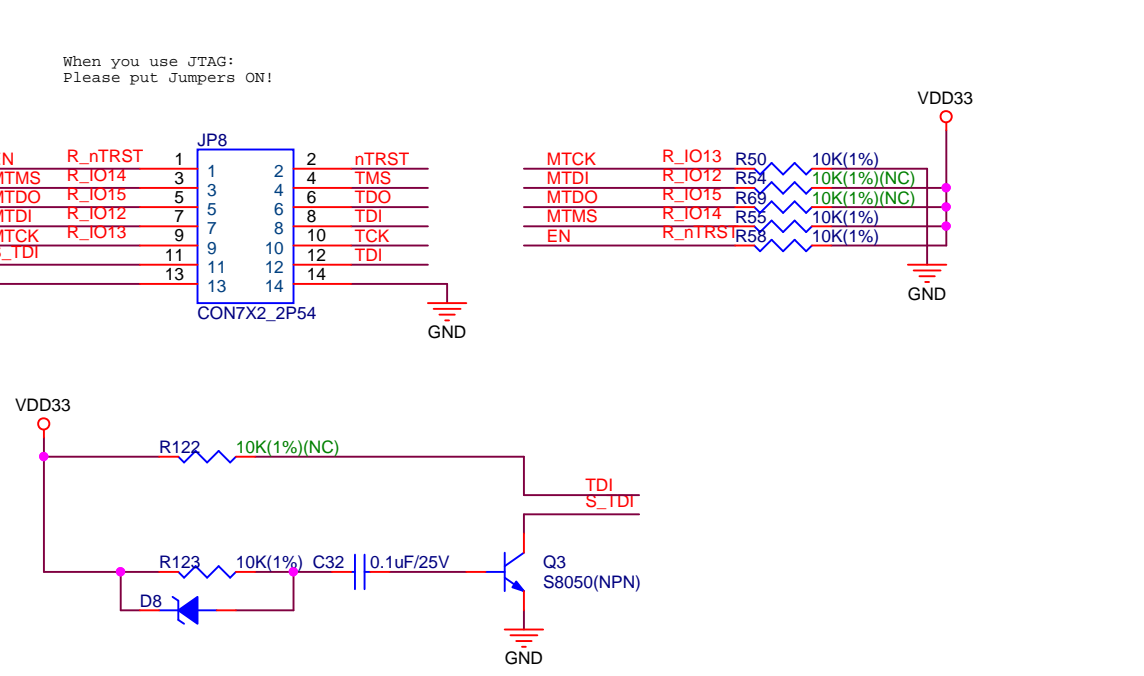 When you use JTAG:
Please put Jumpers ON!
VDD33
JP8
R_nTRST 1 2 nTRST
MTMS R_IO14 3 4 TMS
MTDO R_IO15 5 6 TDO
MTDI R_IO12 7 8 TDI
MTCK R_IO13 9 10 TCK
S_TDI 11 12 TDI
13 14
1 2
3 4
5 6
7 8
9 10
11 12
13 14
CON7X2_2P54
GND
MTCK R_IO13 R50 10K(1%)
MTDI R_IO12 R54 10K(1%)(NC)
MTDO R_IO15 R69 10K(1%)(NC)
MTMS R_IO14 R55 10K(1%)
EN R_nTRST R58 10K(1%)
GND
VDD33
R122 10K(1%)(NC)
TDI
S_TDI
R123 10K(1%) C32 0.1uF/25V Q3
S8050(NPN)
D8
GND